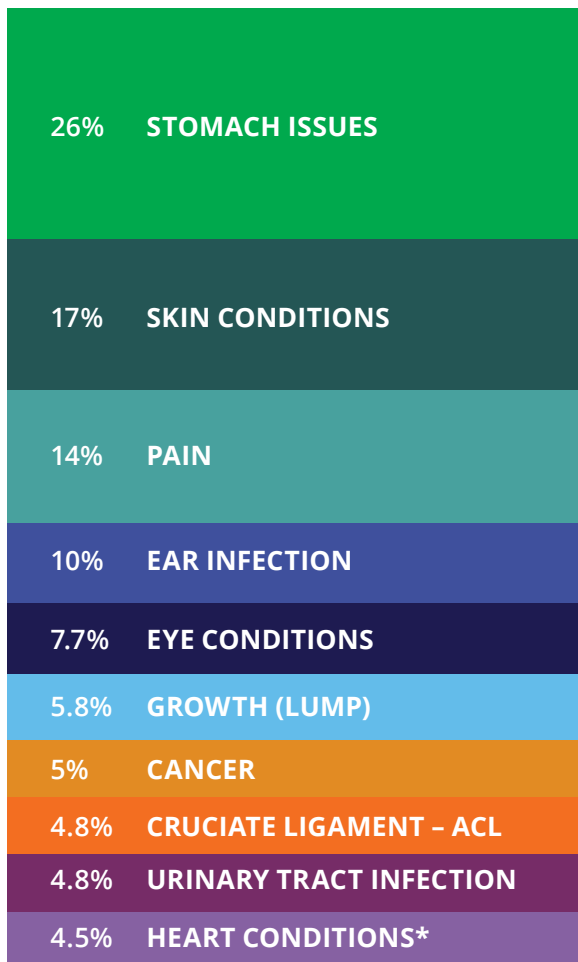 26% STOMACH ISSUES
17% SKIN CONDITIONS
14% PAIN
10% EAR INFECTION
7.7% EYE CONDITIONS
5.8% GROWTH (LUMP)
5% CANCER
4.8% CRUCIATE LIGAMENT – ACL
4.8% URINARY TRACT INFECTION
4.5% HEART CONDITIONS*